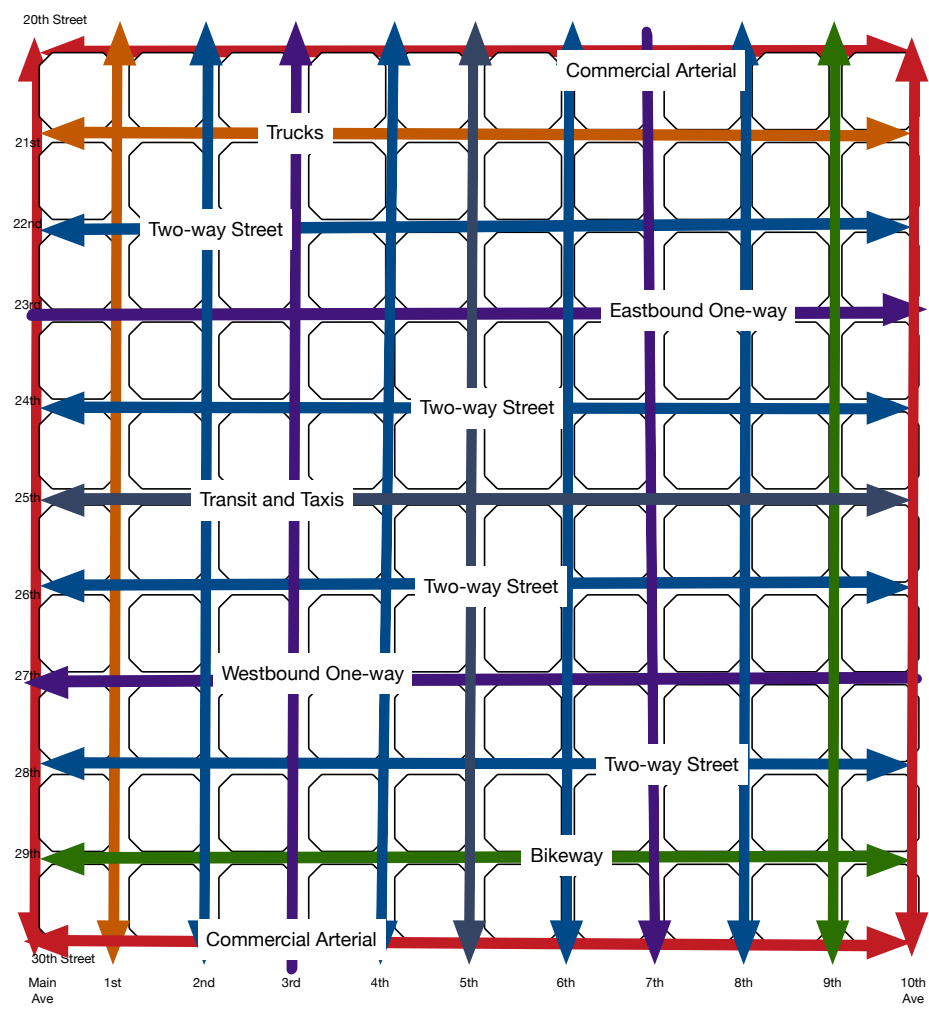 20th Street
Commercial Arterial
Trucks
21st
22nd
Two-way Street
23rd
Eastbound One-way
24th
Two-way Street
25th
Transit and Taxis
26th
Two-way Street
27th
Westbound One-way
28th
Two-way Street
29th
Bikeway
Commercial Arterial
30th Street
Main
Ave
1st
2nd
3rd
4th
5th
6th
7th
8th
9th
10th
Ave